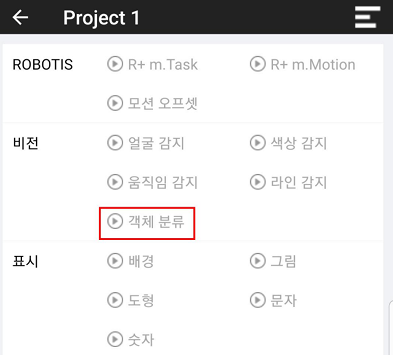 Project 1
ROBOTIS R+ m.Task R+ m.Motion
모션 오프셋
비전 얼굴 감지 색상 감지
움직임 감지 라인 감지
객체 분류
표시 배경 그림
도형 문자
숫자